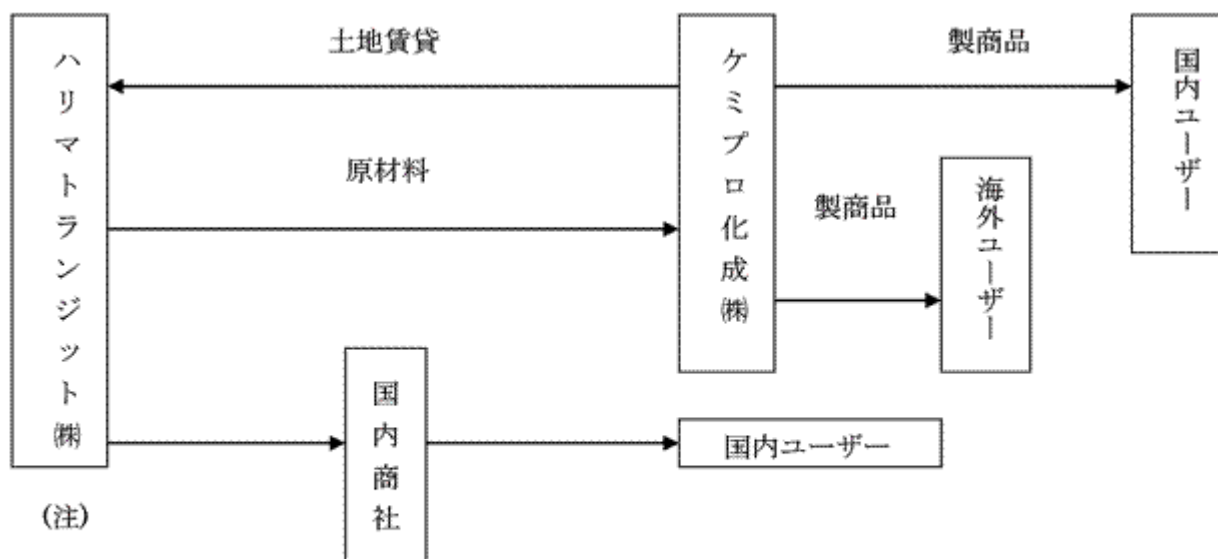 ハリマトランジット㈱
土地賃貸
原材料
ケミプロ化成㈱
製商品
国内ユーザー
製商品
海外ユーザー
国内商社
国内ユーザー
(注)